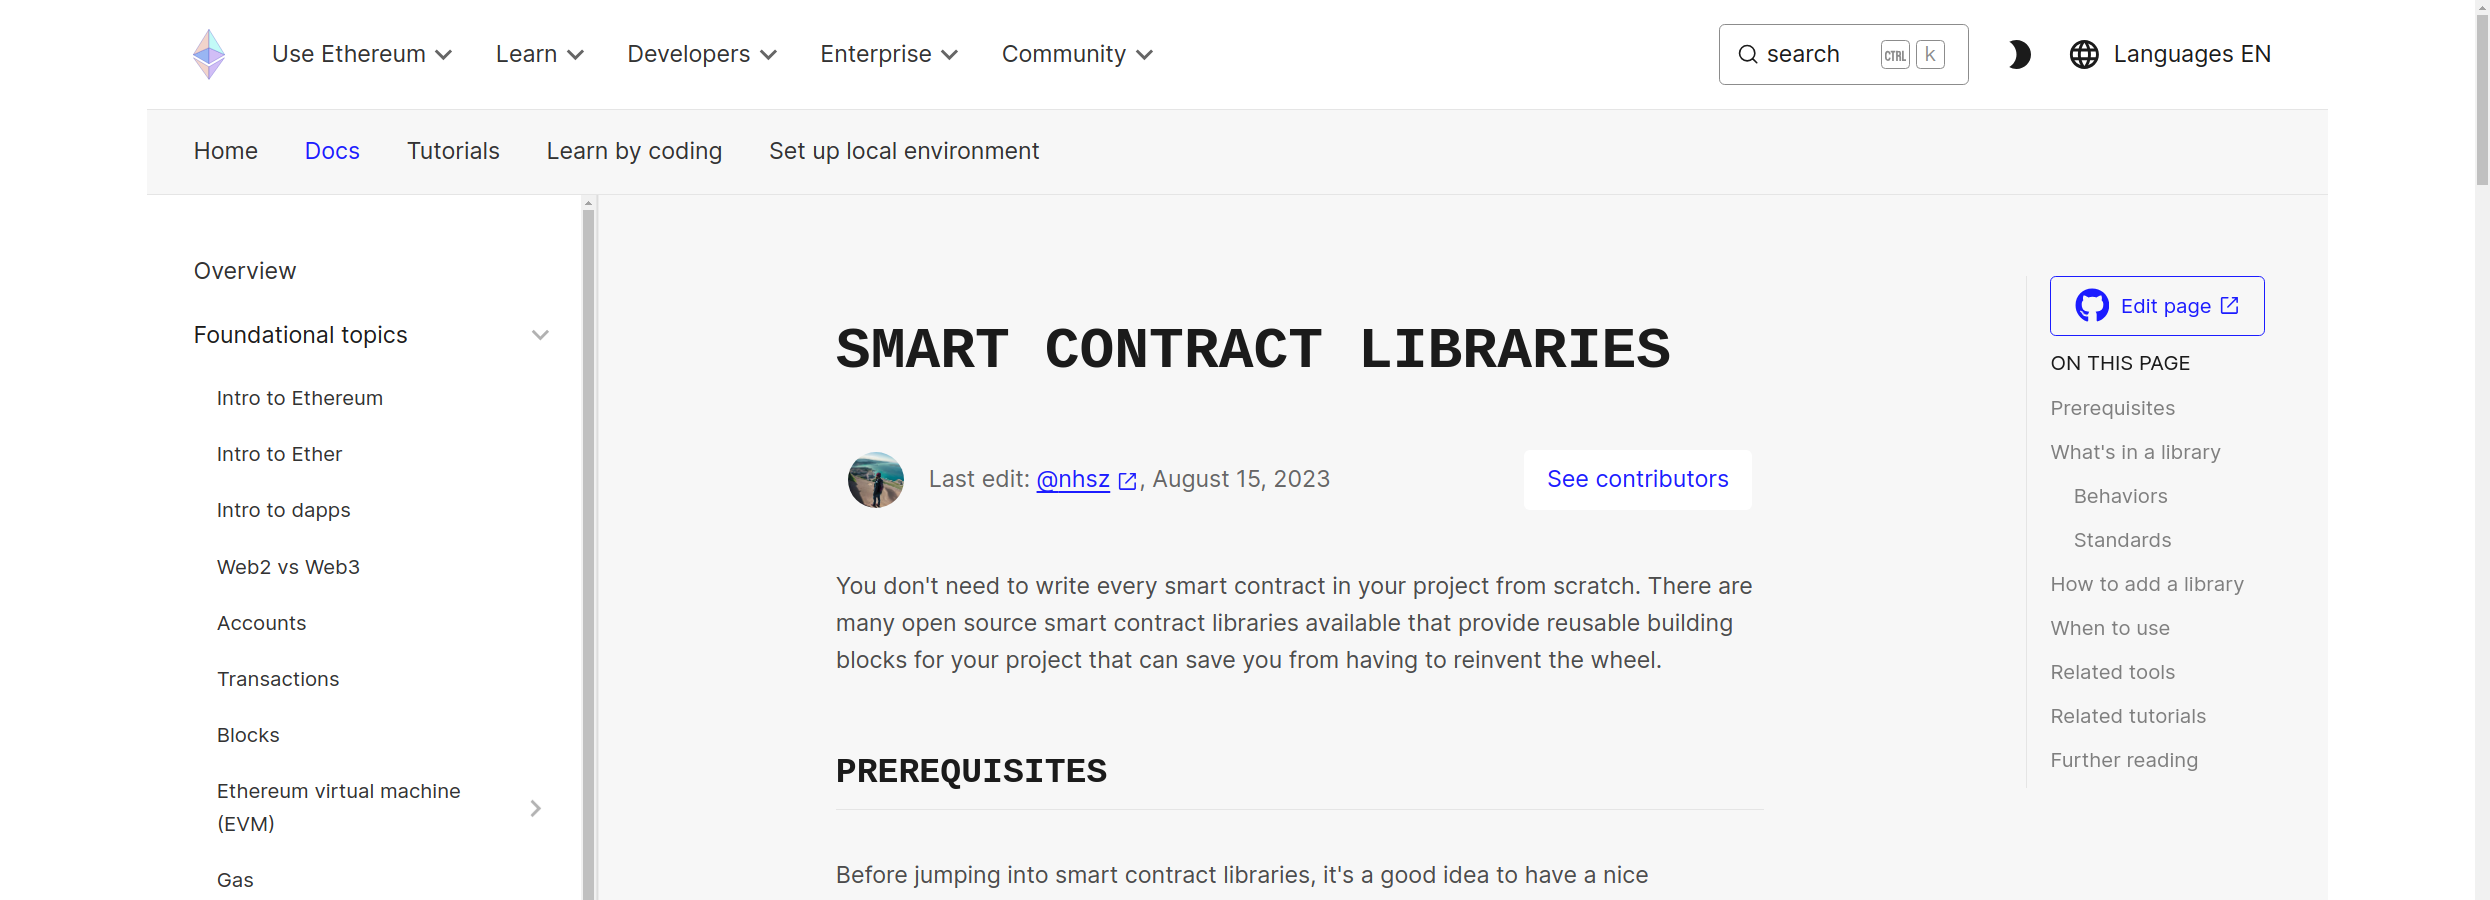 Use Ethereum Learn Developers Enterprise Community search CTRL k Languages EN
Home Docs Tutorials Learn by coding Set up local environment
Overview
Foundational topics
Intro to Ethereum
Intro to Ether
Intro to dapps
Web2 vs Web3
Accounts
Transactions
Blocks
Ethereum virtual machine
(EVM)
Gas
SMART CONTRACT LIBRARIES
Last edit: @nhsz, August 15, 2023 See contributors
You don't need to write every smart contract in your project from scratch. There are
many open source smart contract libraries available that provide reusable building
blocks for your project that can save you from having to reinvent the wheel.
PREREQUISITES
Before jumping into smart contract libraries, it's a good idea to have a nice
Edit page
ON THIS PAGE
Prerequisites
What's in a library
Behaviors
Standards
How to add a library
When to use
Related tools
Related tutorials
Further reading